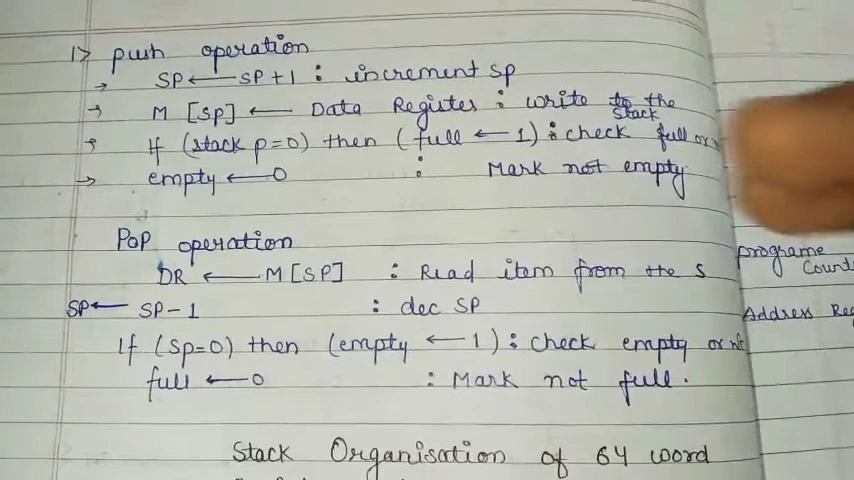 1> push operation
→ SP ← SP+1 : increment SP
→ M [SP] ← Data Register : write to the stack
→ If (stack p=0) then (full ← 1) : check full or
→ empty ← 0 : Mark not empty.
PoP operation
DR ← M[SP] : Read item from the s
SP ← SP-1 : dec SP
If (SP=0) then (empty ← 1) : check empty or
full ← 0 : Mark not full.
Stack Organisation of 64 word
programe
Count
Address Reg